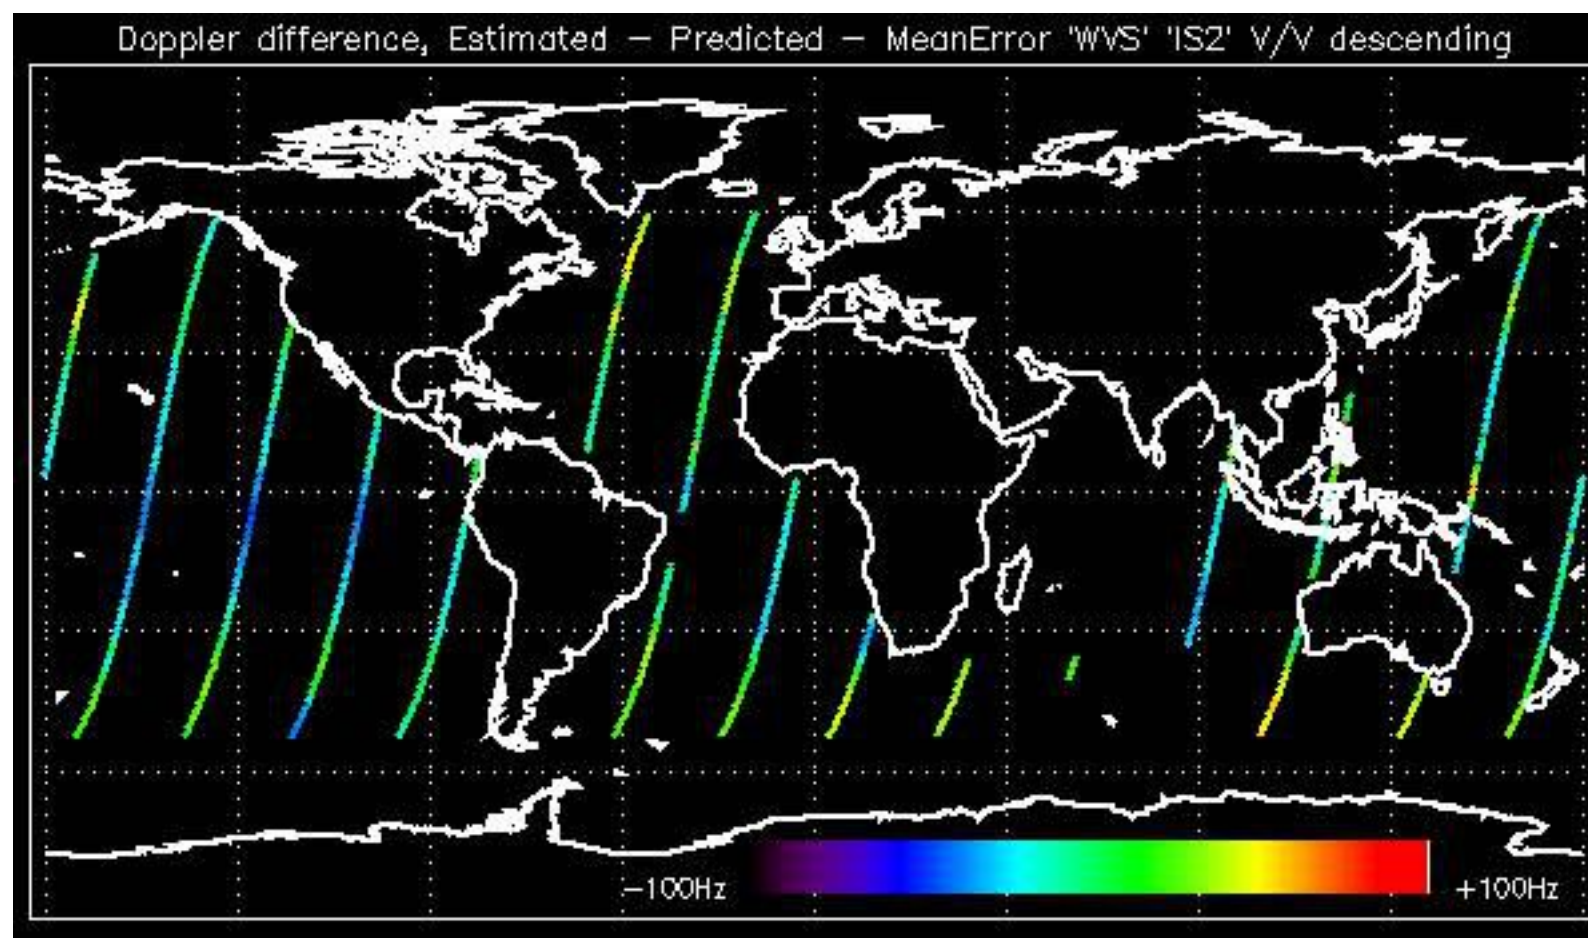 Doppler difference, Estimated — Predicted — MeanError 'WVS' 'IS2' V/V descending
−100Hz
+100Hz